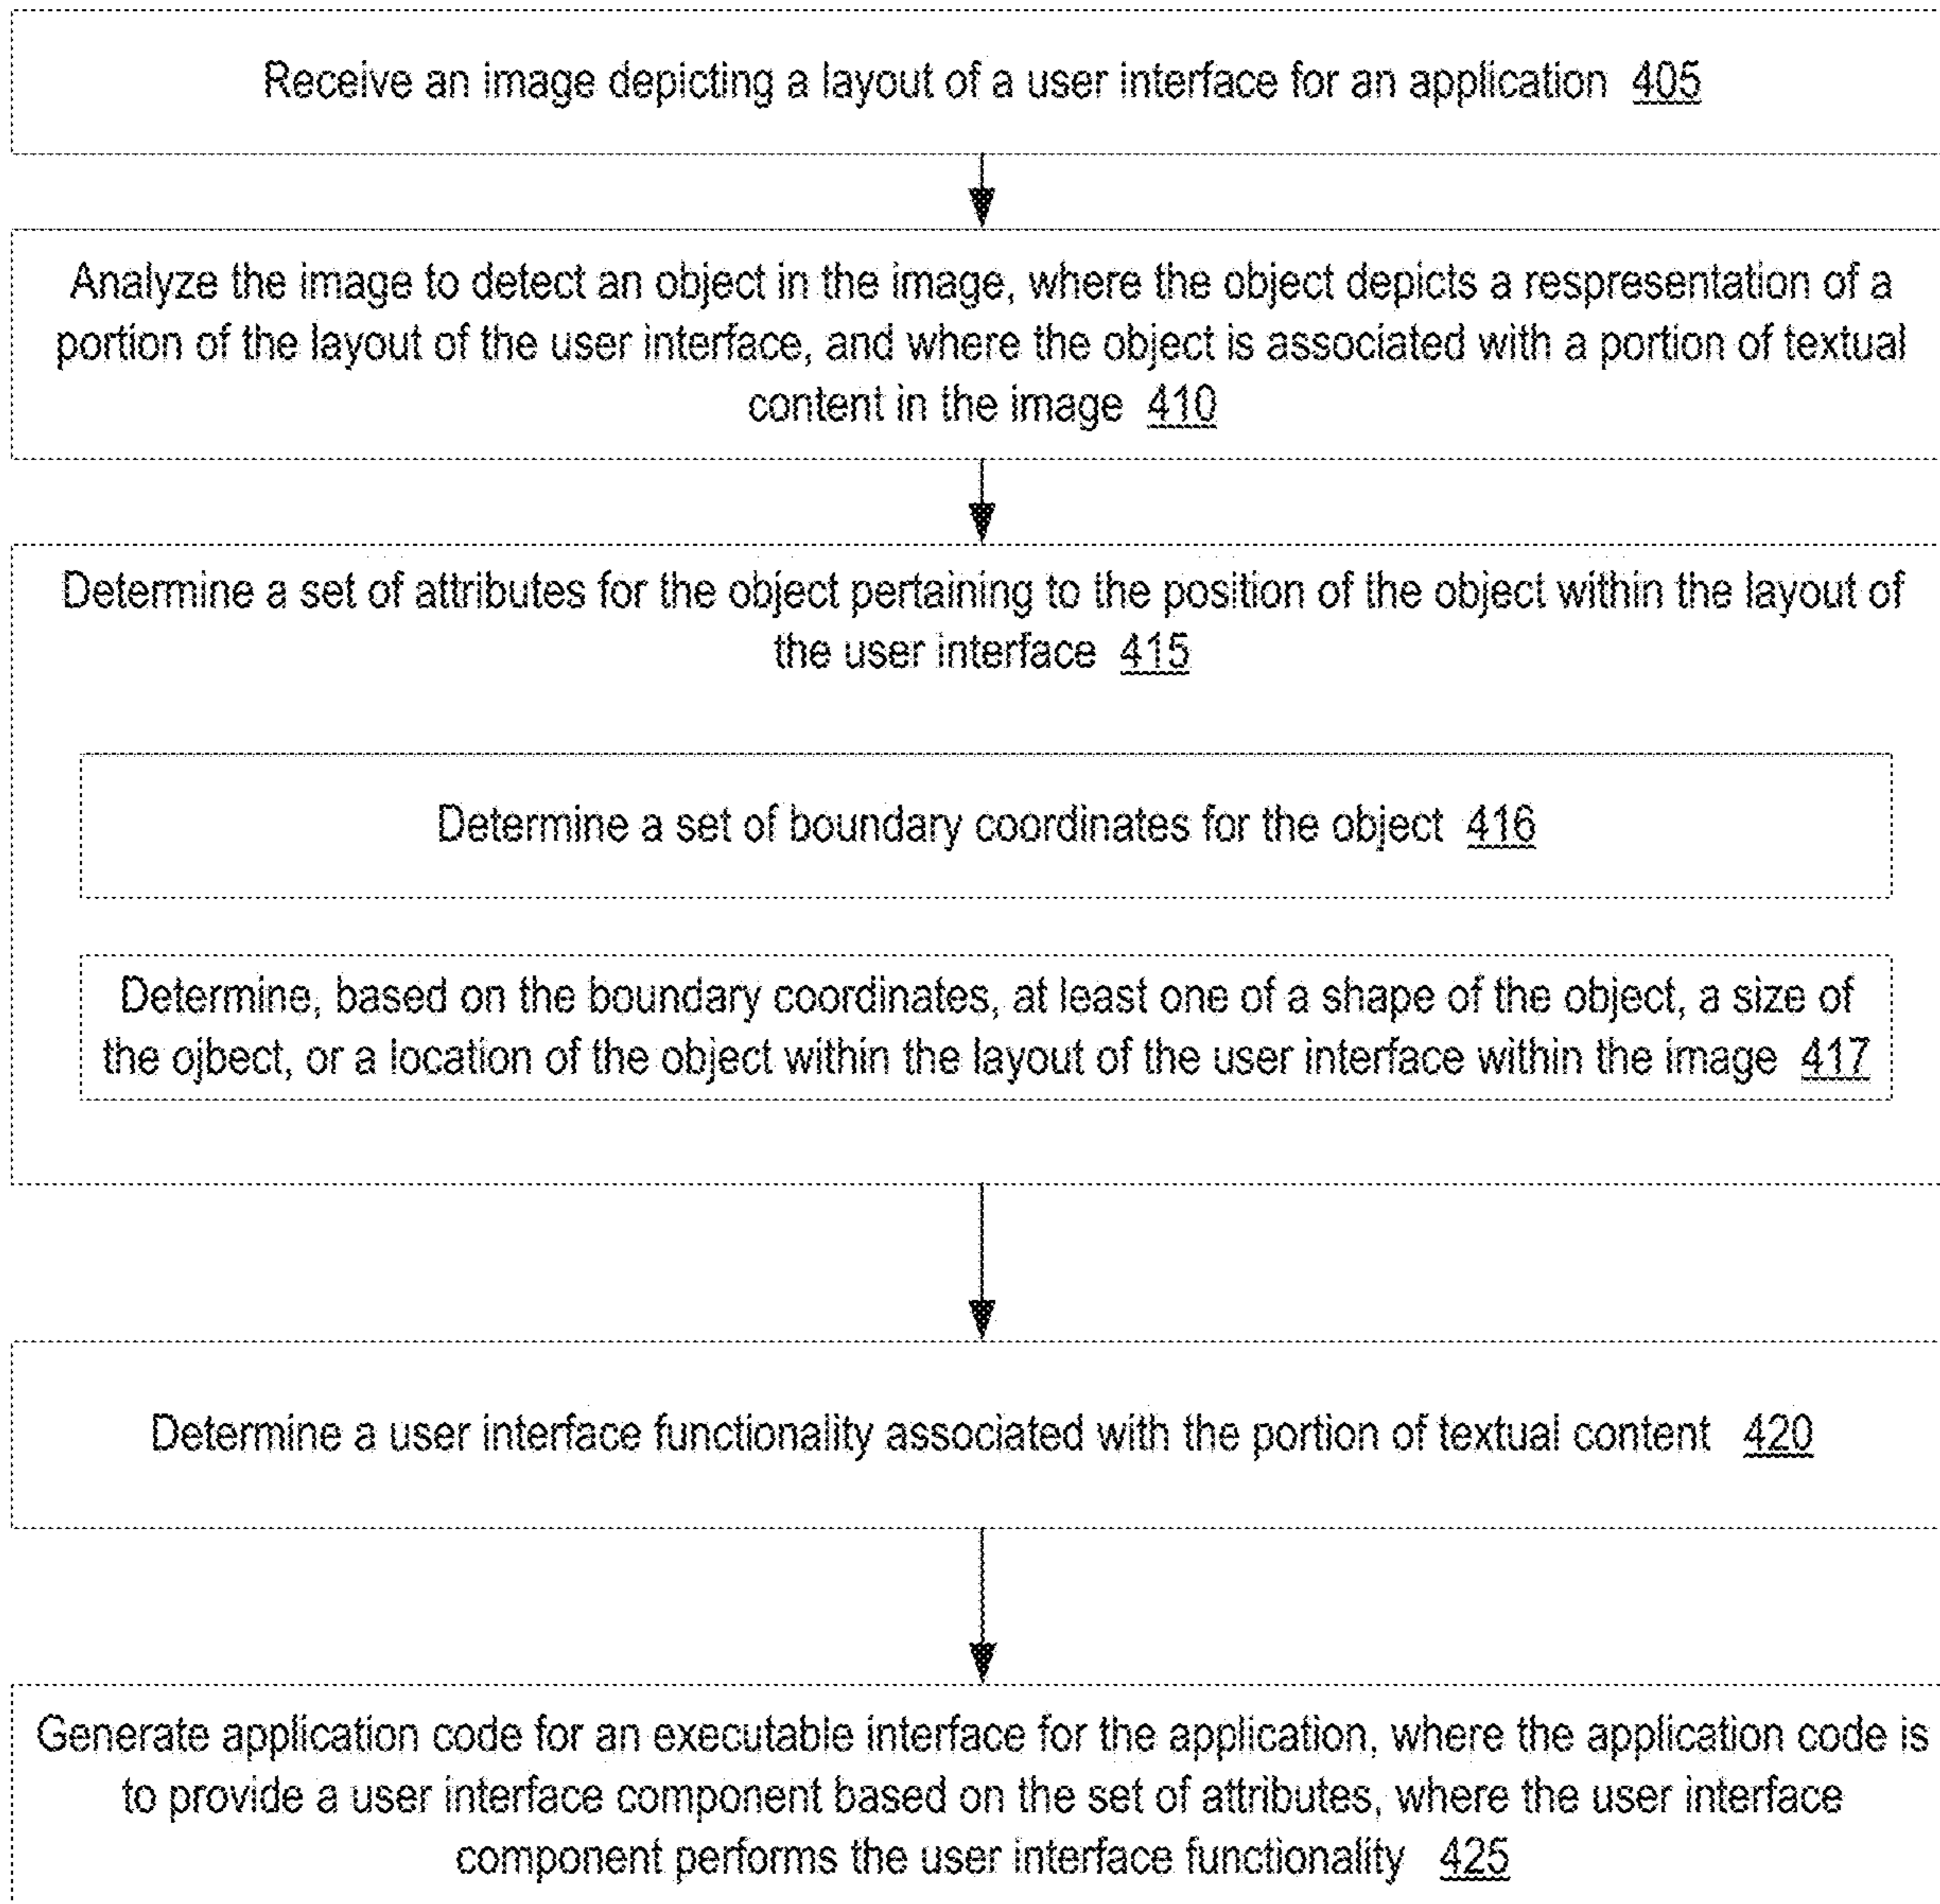 Receive an image depicting a layout of a user interface for an application 405
Analyze the image to detect an object in the image, where the object depicts a respresentation of a
portion of the layout of the user interface, and where the object is associated with a portion of textual
content in the image 410
Determine a set of attributes for the object pertaining to the position of the object within the layout of
the user interface 415
Determine a set of boundary coordinates for the object 416
Determine, based on the boundary coordinates, at least one of a shape of the object, a size of
the ojbect, or a location of the object within the layout of the user interface within the image 417
Determine a user interface functionality associated with the portion of textual content 420
Generate application code for an executable interface for the application, where the application code is
to provide a user interface component based on the set of attributes, where the user interface
component performs the user interface functionality 425